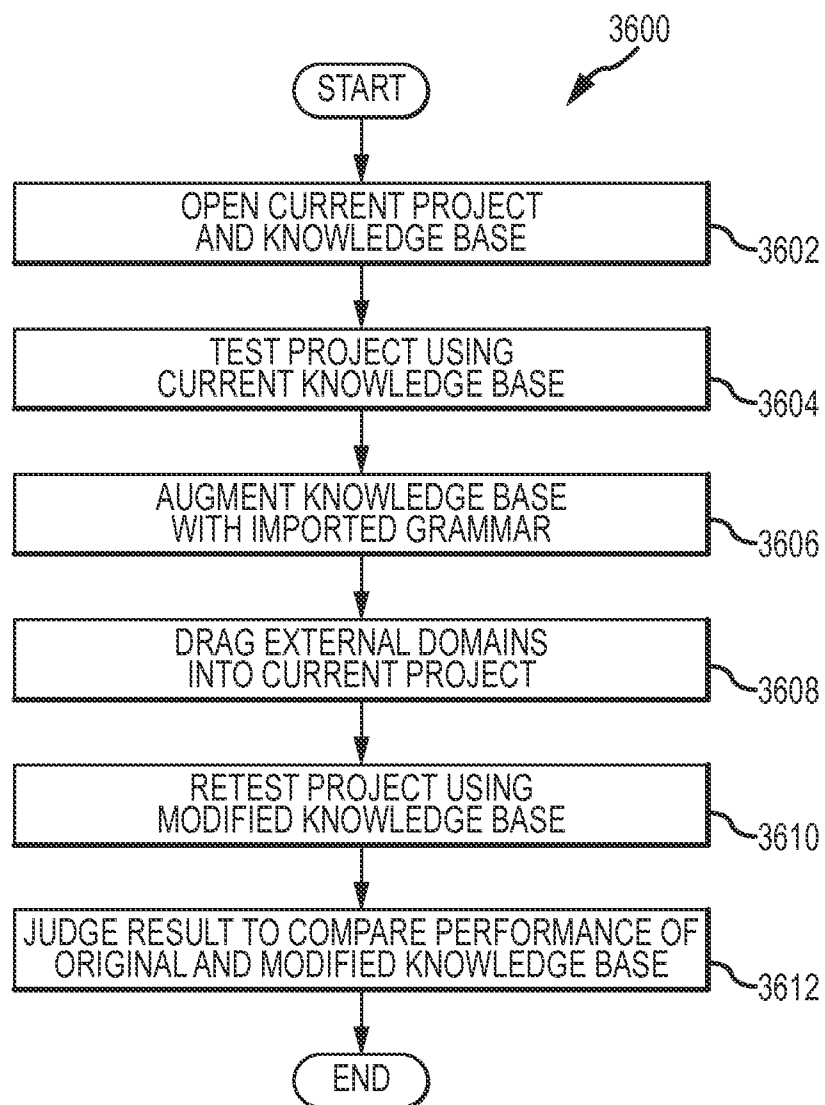 3600
START
OPEN CURRENT PROJECT
AND KNOWLEDGE BASE
3602
TEST PROJECT USING
CURRENT KNOWLEDGE BASE
3604
AUGMENT KNOWLEDGE BASE
WITH IMPORTED GRAMMAR
3606
DRAG EXTERNAL DOMAINS
INTO CURRENT PROJECT
3608
RETEST PROJECT USING
MODIFIED KNOWLEDGE BASE
3610
JUDGE RESULT TO COMPARE PERFORMANCE OF
ORIGINAL AND MODIFIED KNOWLEDGE BASE
3612
END